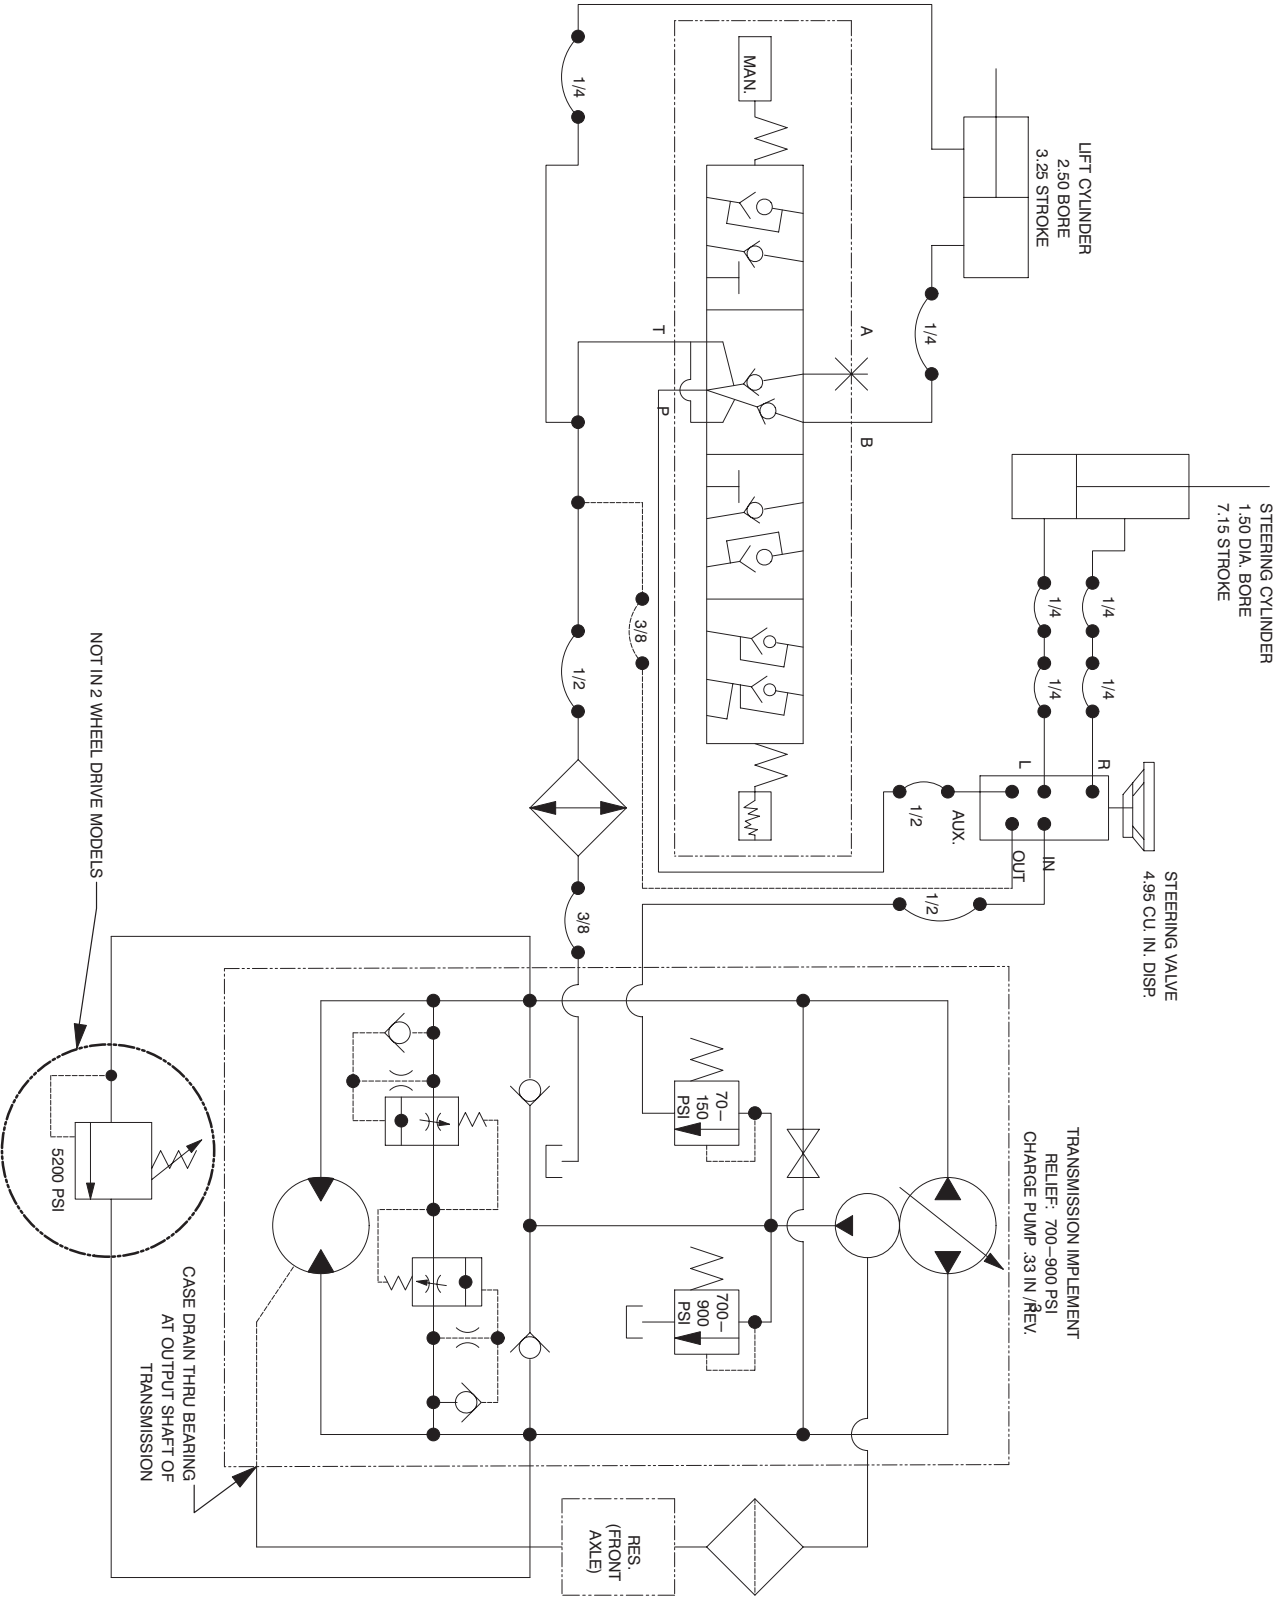 STEERING CYLINDER
1.50 DIA. BORE
7.15 STROKE
LIFT CYLINDER
2.50 BORE
3.25 STROKE
STEERING VALVE
4.95 CU. IN. DISP.
TRANSMISSION IMPLEMENT
RELIEF: 700–900 PSI
CHARGE PUMP .33 IN /REV.
3
1/4
1/4
1/4
1/4
R
L
IN
OUT
AUX.
1/2
1/2
1/4
A
B
MAN.
T
P
1/4
3/8
1/2
3/8
70–
150
PSI
700–
900
PSI
RES.
(FRONT
AXLE)
CASE DRAIN THRU BEARING
AT OUTPUT SHAFT OF
TRANSMISSION
NOT IN 2 WHEEL DRIVE MODELS
5200 PSI